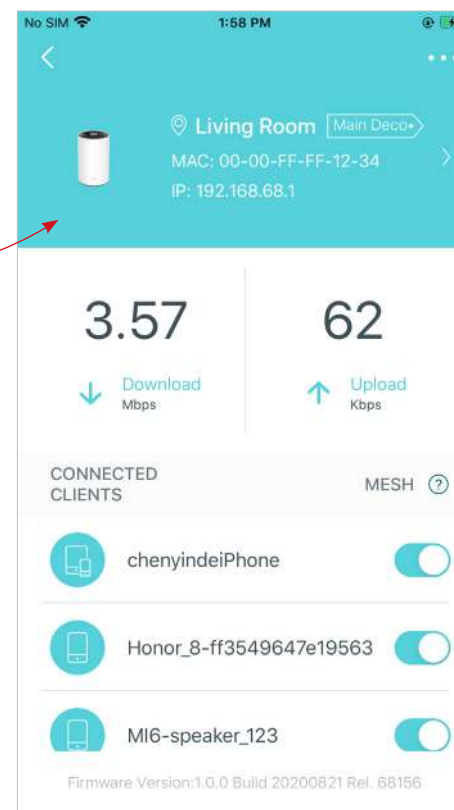 No SIM 1:58 PM
Living Room Main Deco
MAC: 00-00-FF-FF-12-34
IP: 192.168.68.1
3.57 62
Download Upload
Mbps Kbps
CONNECTED
CLIENTS
MESH ?
chenyindeiPhone
Honor_8-ff3549647e19563
MI6-speaker_123
Firmware Version:1.0.0 Build 20200821 Rel. 68156